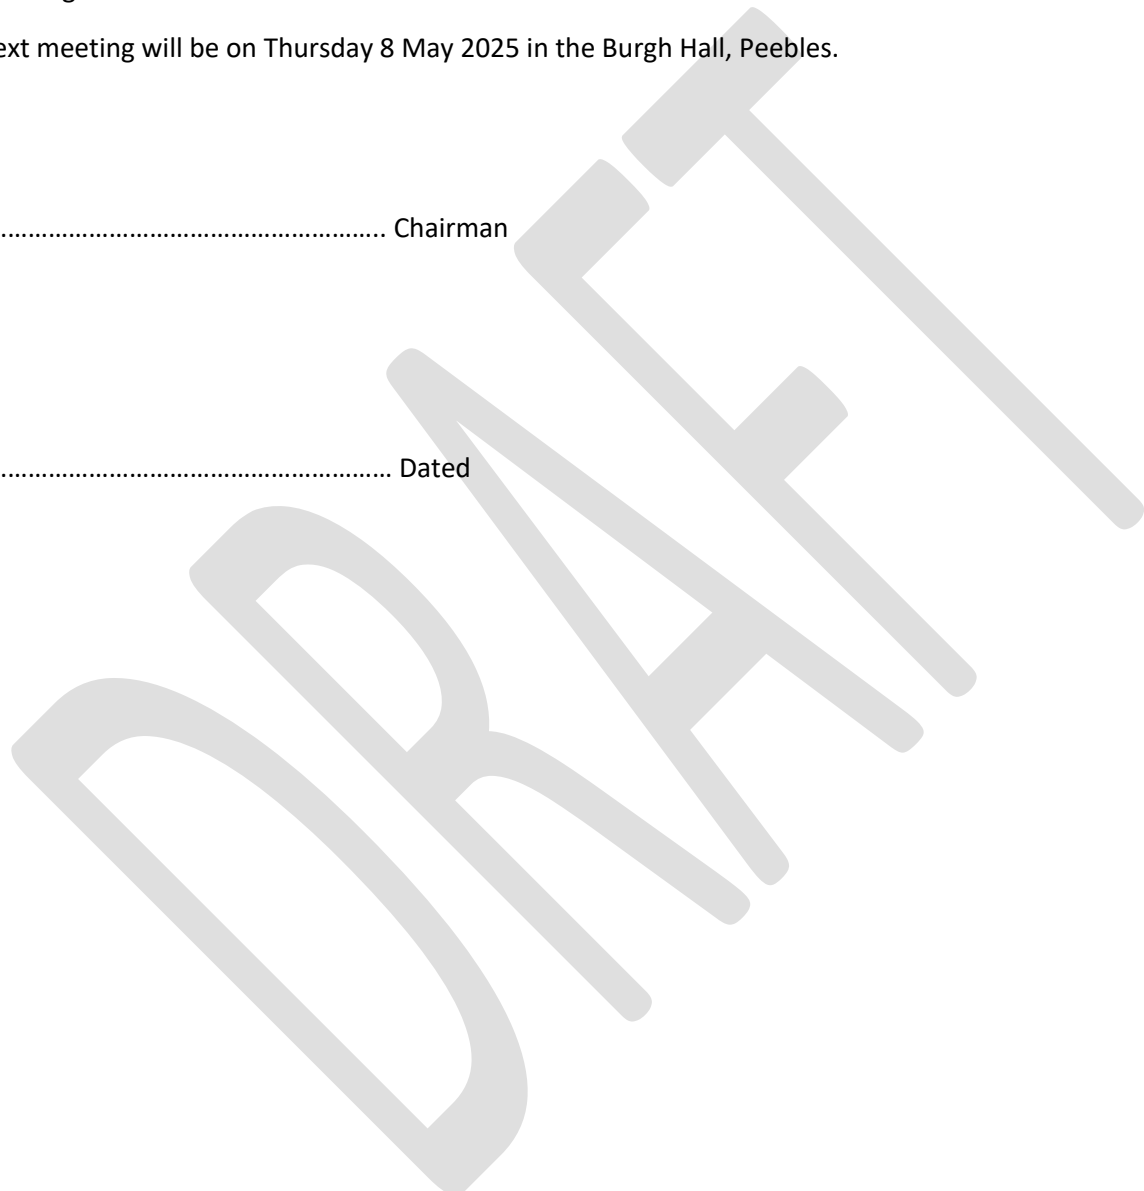 ext meeting will be on Thursday 8 May 2025 in the Burgh Hall, Peebles.
........................................................ Chairman
......................................................... Dated
DRAFT